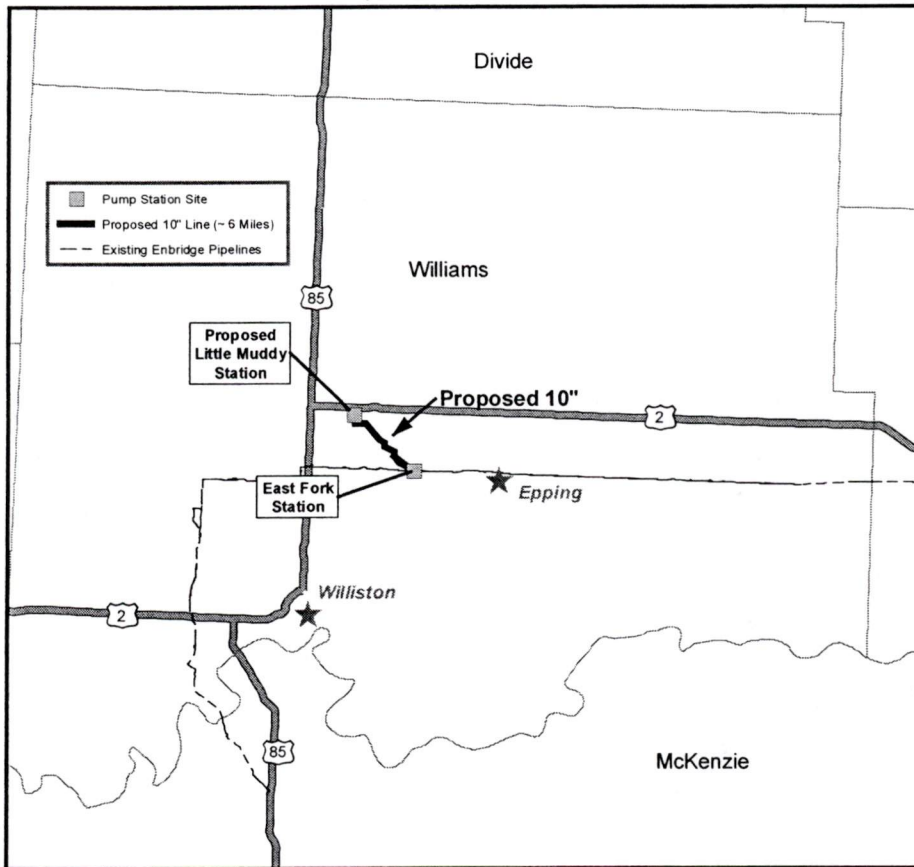 Divide
Pump Station Site
Proposed 10" Line (~ 6 Miles)
Existing Enbridge Pipelines
Williams
85
Proposed
Little Muddy
Station
Proposed 10"
2
East Fork
Station
Epping
Williston
2
85
McKenzie